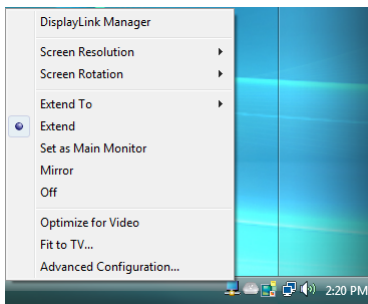 DisplayLink Manager
Screen Resolution
Screen Rotation
Extend To
Extend
Set as Main Monitor
Mirror
Off
Optimize for Video
Fit to TV...
Advanced Configuration...
2:20 PM